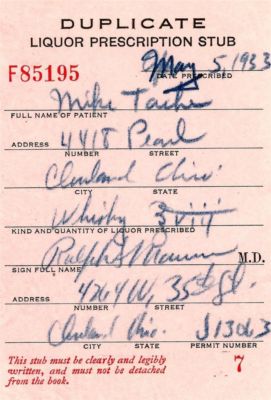 DUPLICATE
LIQUOR PRESCRIPTION STUB
F85195 May 5, 1933
DATE PRESCRIBED
Mike
FULL NAME OF PATIENT
4418 Pearl
ADDRESS NUMBER STREET
Cleveland Ohio
CITY STATE
Whisky ʒviii
KIND AND QUANTITY OF LIQUOR PRESCRIBED
Ralph M.D.
SIGN FULL NAME
4264 W. 35th St.
ADDRESS NUMBER STREET
Cleveland Ohio. J13063
CITY STATE PERMIT NUMBER
This stub must be clearly and legibly
written, and must not be detached
from the book.
7